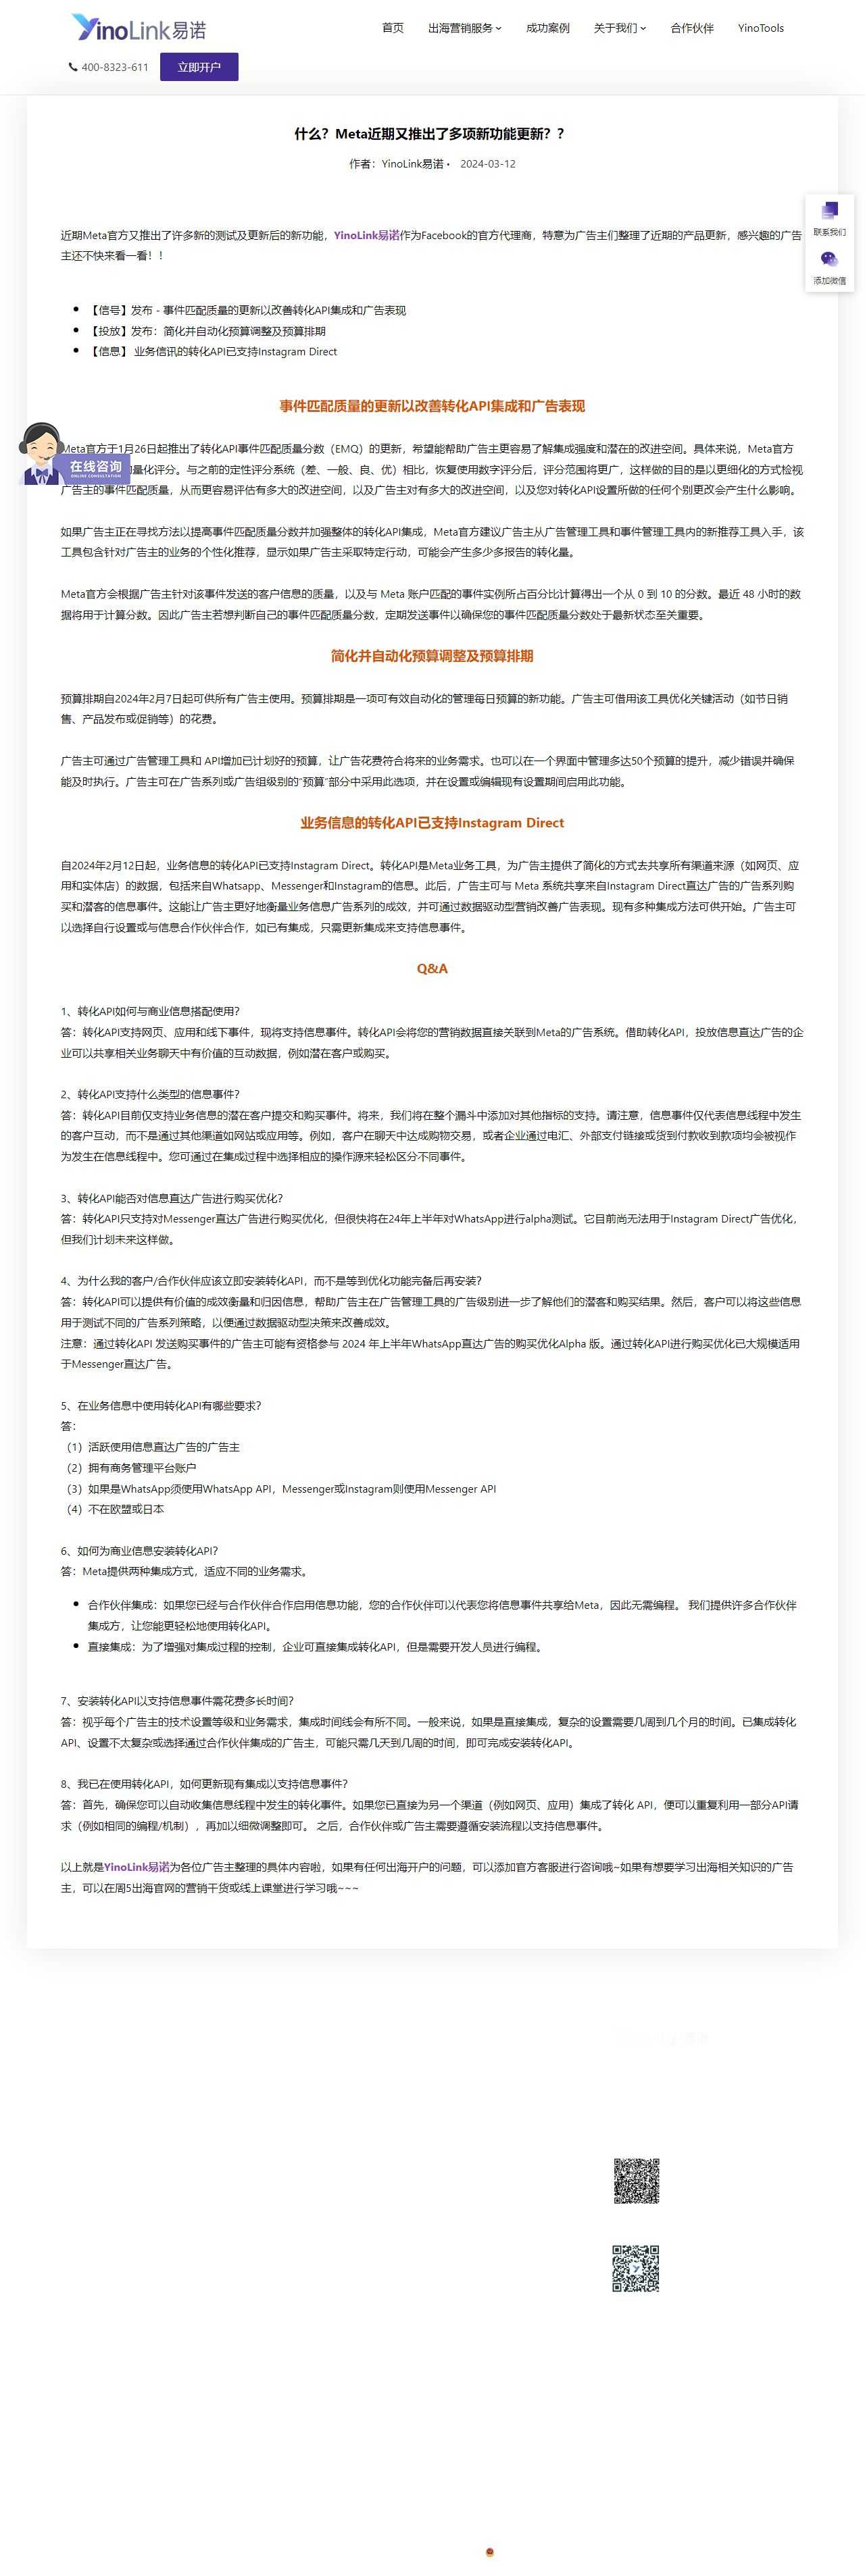 YinoLink易诺
首页
出海营销服务
成功案例
关于我们
合作伙伴
YinoTools
400-8323-611
立即开户
什么？Meta近期又推出了多项新功能更新？？
作者：YinoLink易诺 • 2024-03-12
联系我们
添加微信
近期Meta官方又推出了许多新的测试及更新后的新功能，YinoLink易诺作为Facebook的官方代理商，特意为广告主们整理了近期的产品更新，感兴趣的广告
主还不快来看一看！！
【信号】发布 - 事件匹配质量的更新以改善转化API集成和广告表现
【投放】发布：简化并自动化预算调整及预算排期
【信息】 业务信讯的转化API已支持Instagram Direct
事件匹配质量的更新以改善转化API集成和广告表现
Meta官方于1月26日起推出了转化API事件匹配质量分数（EMQ）的更新，希望能帮助广告主更容易了解集成强度和潜在的改进空间。具体来说，Meta官方
量化评分。与之前的定性评分系统（差、一般、良、优）相比，恢复使用数字评分后，评分范围将更广，这样做的目的是以更细化的方式检视
广告主的事件匹配质量，从而更容易评估有多大的改进空间，以及广告主对有多大的改进空间，以及您对转化API设置所做的任何个别更改会产生什么影响。
在线咨询
ONLINE CONSULTATION
如果广告主正在寻找方法以提高事件匹配质量分数并加强整体的转化API集成，Meta官方建议广告主从广告管理工具和事件管理工具内的新推荐工具入手，该
工具包含针对广告主的业务的个性化推荐，显示如果广告主采取特定行动，可能会产生多少多报告的转化量。
Meta官方会根据广告主针对该事件发送的客户信息的质量，以及与 Meta 账户匹配的事件实例所占百分比计算得出一个从 0 到 10 的分数。最近 48 小时的数
据将用于计算分数。因此广告主若想判断自己的事件匹配质量分数，定期发送事件以确保您的事件匹配质量分数处于最新状态至关重要。
简化并自动化预算调整及预算排期
预算排期自2024年2月7日起可供所有广告主使用。预算排期是一项可有效自动化的管理每日预算的新功能。广告主可借用该工具优化关键活动（如节日销
售、产品发布或促销等）的花费。
广告主可通过广告管理工具和 API增加已计划好的预算，让广告花费符合将来的业务需求。也可以在一个界面中管理多达50个预算的提升，减少错误并确保
能及时执行。广告主可在广告系列或广告组级别的“预算”部分中采用此选项，并在设置或编辑现有设置期间启用此功能。
业务信息的转化API已支持Instagram Direct
自2024年2月12日起，业务信息的转化API已支持Instagram Direct。转化API是Meta业务工具，为广告主提供了简化的方式去共享所有渠道来源（如网页、应
用和实体店）的数据，包括来自Whatsapp、Messenger和Instagram的信息。此后，广告主可与 Meta 系统共享来自Instagram Direct直达广告的广告系列购
买和潜客的信息事件。这能让广告主更好地衡量业务信息广告系列的成效，并可通过数据驱动型营销改善广告表现。现有多种集成方法可供开始。广告主可
以选择自行设置或与信息合作伙伴合作，如已有集成，只需更新集成来支持信息事件。
Q&A
1、转化API如何与商业信息搭配使用？
答：转化API支持网页、应用和线下事件，现将支持信息事件。转化API会将您的营销数据直接关联到Meta的广告系统。借助转化API，投放信息直达广告的企
业可以共享相关业务聊天中有价值的互动数据，例如潜在客户或购买。
2、转化API支持什么类型的信息事件？
答：转化API目前仅支持业务信息的潜在客户提交和购买事件。将来，我们将在整个漏斗中添加对其他指标的支持。请注意，信息事件仅代表信息线程中发生
的客户互动，而不是通过其他渠道如网站或应用等。例如，客户在聊天中达成购物交易，或者企业通过电汇、外部支付链接或货到付款收到款项均会被视作
为发生在信息线程中。您可通过在集成过程中选择相应的操作源来轻松区分不同事件。
3、转化API能否对信息直达广告进行购买优化？
答：转化API只支持对Messenger直达广告进行购买优化，但很快将在24年上半年对WhatsApp进行alpha测试。它目前尚无法用于Instagram Direct广告优化，
但我们计划未来这样做。
4、为什么我的客户/合作伙伴应该立即安装转化API，而不是等到优化功能完备后再安装？
答：转化API可以提供有价值的成效衡量和归因信息，帮助广告主在广告管理工具的广告级别进一步了解他们的潜客和购买结果。然后，客户可以将这些信息
用于测试不同的广告系列策略，以便通过数据驱动型决策来改善成效。
注意：通过转化API 发送购买事件的广告主可能有资格参与 2024 年上半年WhatsApp直达广告的购买优化Alpha 版。通过转化API进行购买优化已大规模适用
于Messenger直达广告。
5、在业务信息中使用转化API有哪些要求？
答：
（1）活跃使用信息直达广告的广告主
（2）拥有商务管理平台账户
（3）如果是WhatsApp须使用WhatsApp API，Messenger或Instagram则使用Messenger API
（4）不在欧盟或日本
6、如何为商业信息安装转化API？
答：Meta提供两种集成方式，适应不同的业务需求。
合作伙伴集成：如果您已经与合作伙伴合作启用信息功能，您的合作伙伴可以代表您将信息事件共享给Meta，因此无需编程。 我们提供许多合作伙伴
集成方，让您能更轻松地使用转化API。
直接集成：为了增强对集成过程的控制，企业可直接集成转化API，但是需要开发人员进行编程。
7、安装转化API以支持信息事件需花费多长时间？
答：视乎每个广告主的技术设置等级和业务需求，集成时间线会有所不同。一般来说，如果是直接集成，复杂的设置需要几周到几个月的时间。已集成转化
API、设置不太复杂或选择通过合作伙伴集成的广告主，可能只需几天到几周的时间，即可完成安装转化API。
8、我已在使用转化API，如何更新现有集成以支持信息事件？
答：首先，确保您可以自动收集信息线程中发生的转化事件。如果您已直接为另一个渠道（例如网页、应用）集成了转化 API，便可以重复利用一部分API请
求（例如相同的编程/机制），再加以细微调整即可。 之后，合作伙伴或广告主需要遵循安装流程以支持信息事件。
以上就是YinoLink易诺为各位广告主整理的具体内容啦，如果有任何出海开户的问题，可以添加官方客服进行咨询哦~如果有想要学习出海相关知识的广告
主，可以在周5出海官网的营销干货或线上课堂进行学习哦~~~